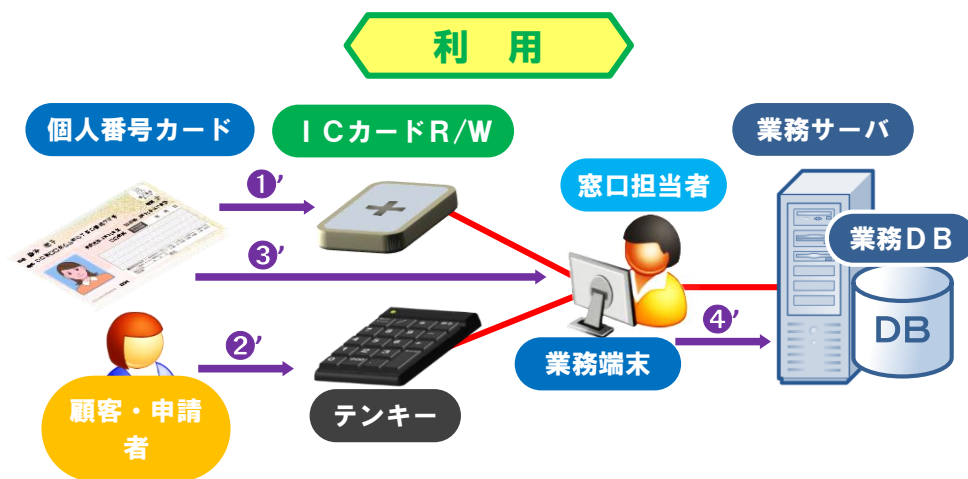 利　用
個人番号カード
ＩＣカードＲ/Ｗ
業務サーバ
窓口担当者
❶’
業務ＤＢ
❸’
ＤＢ
❷’
❹’
業務端末
顧客・申請
者
テンキー